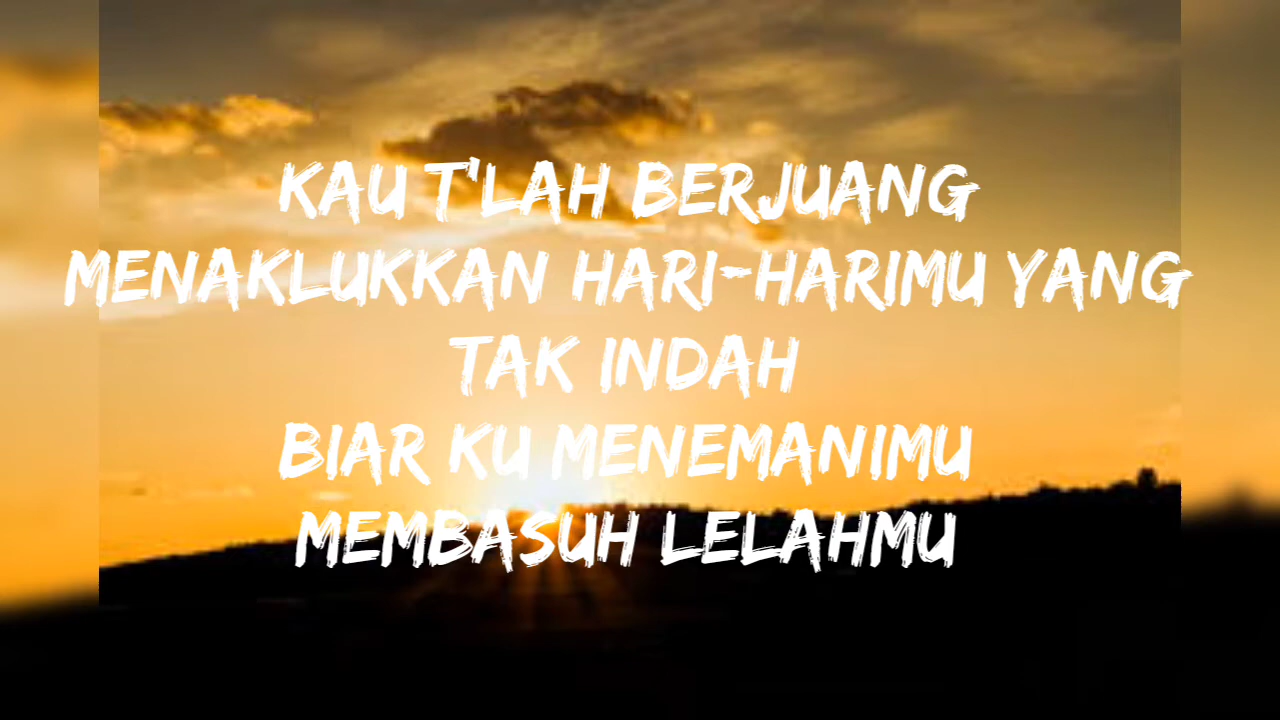 KAU T'LAH BERJUANG
MENAKLUKKAN HARI-HARIMU YANG
TAK INDAH
BIAR KU MENEMANIMU
MEMBASUH LELAHMU